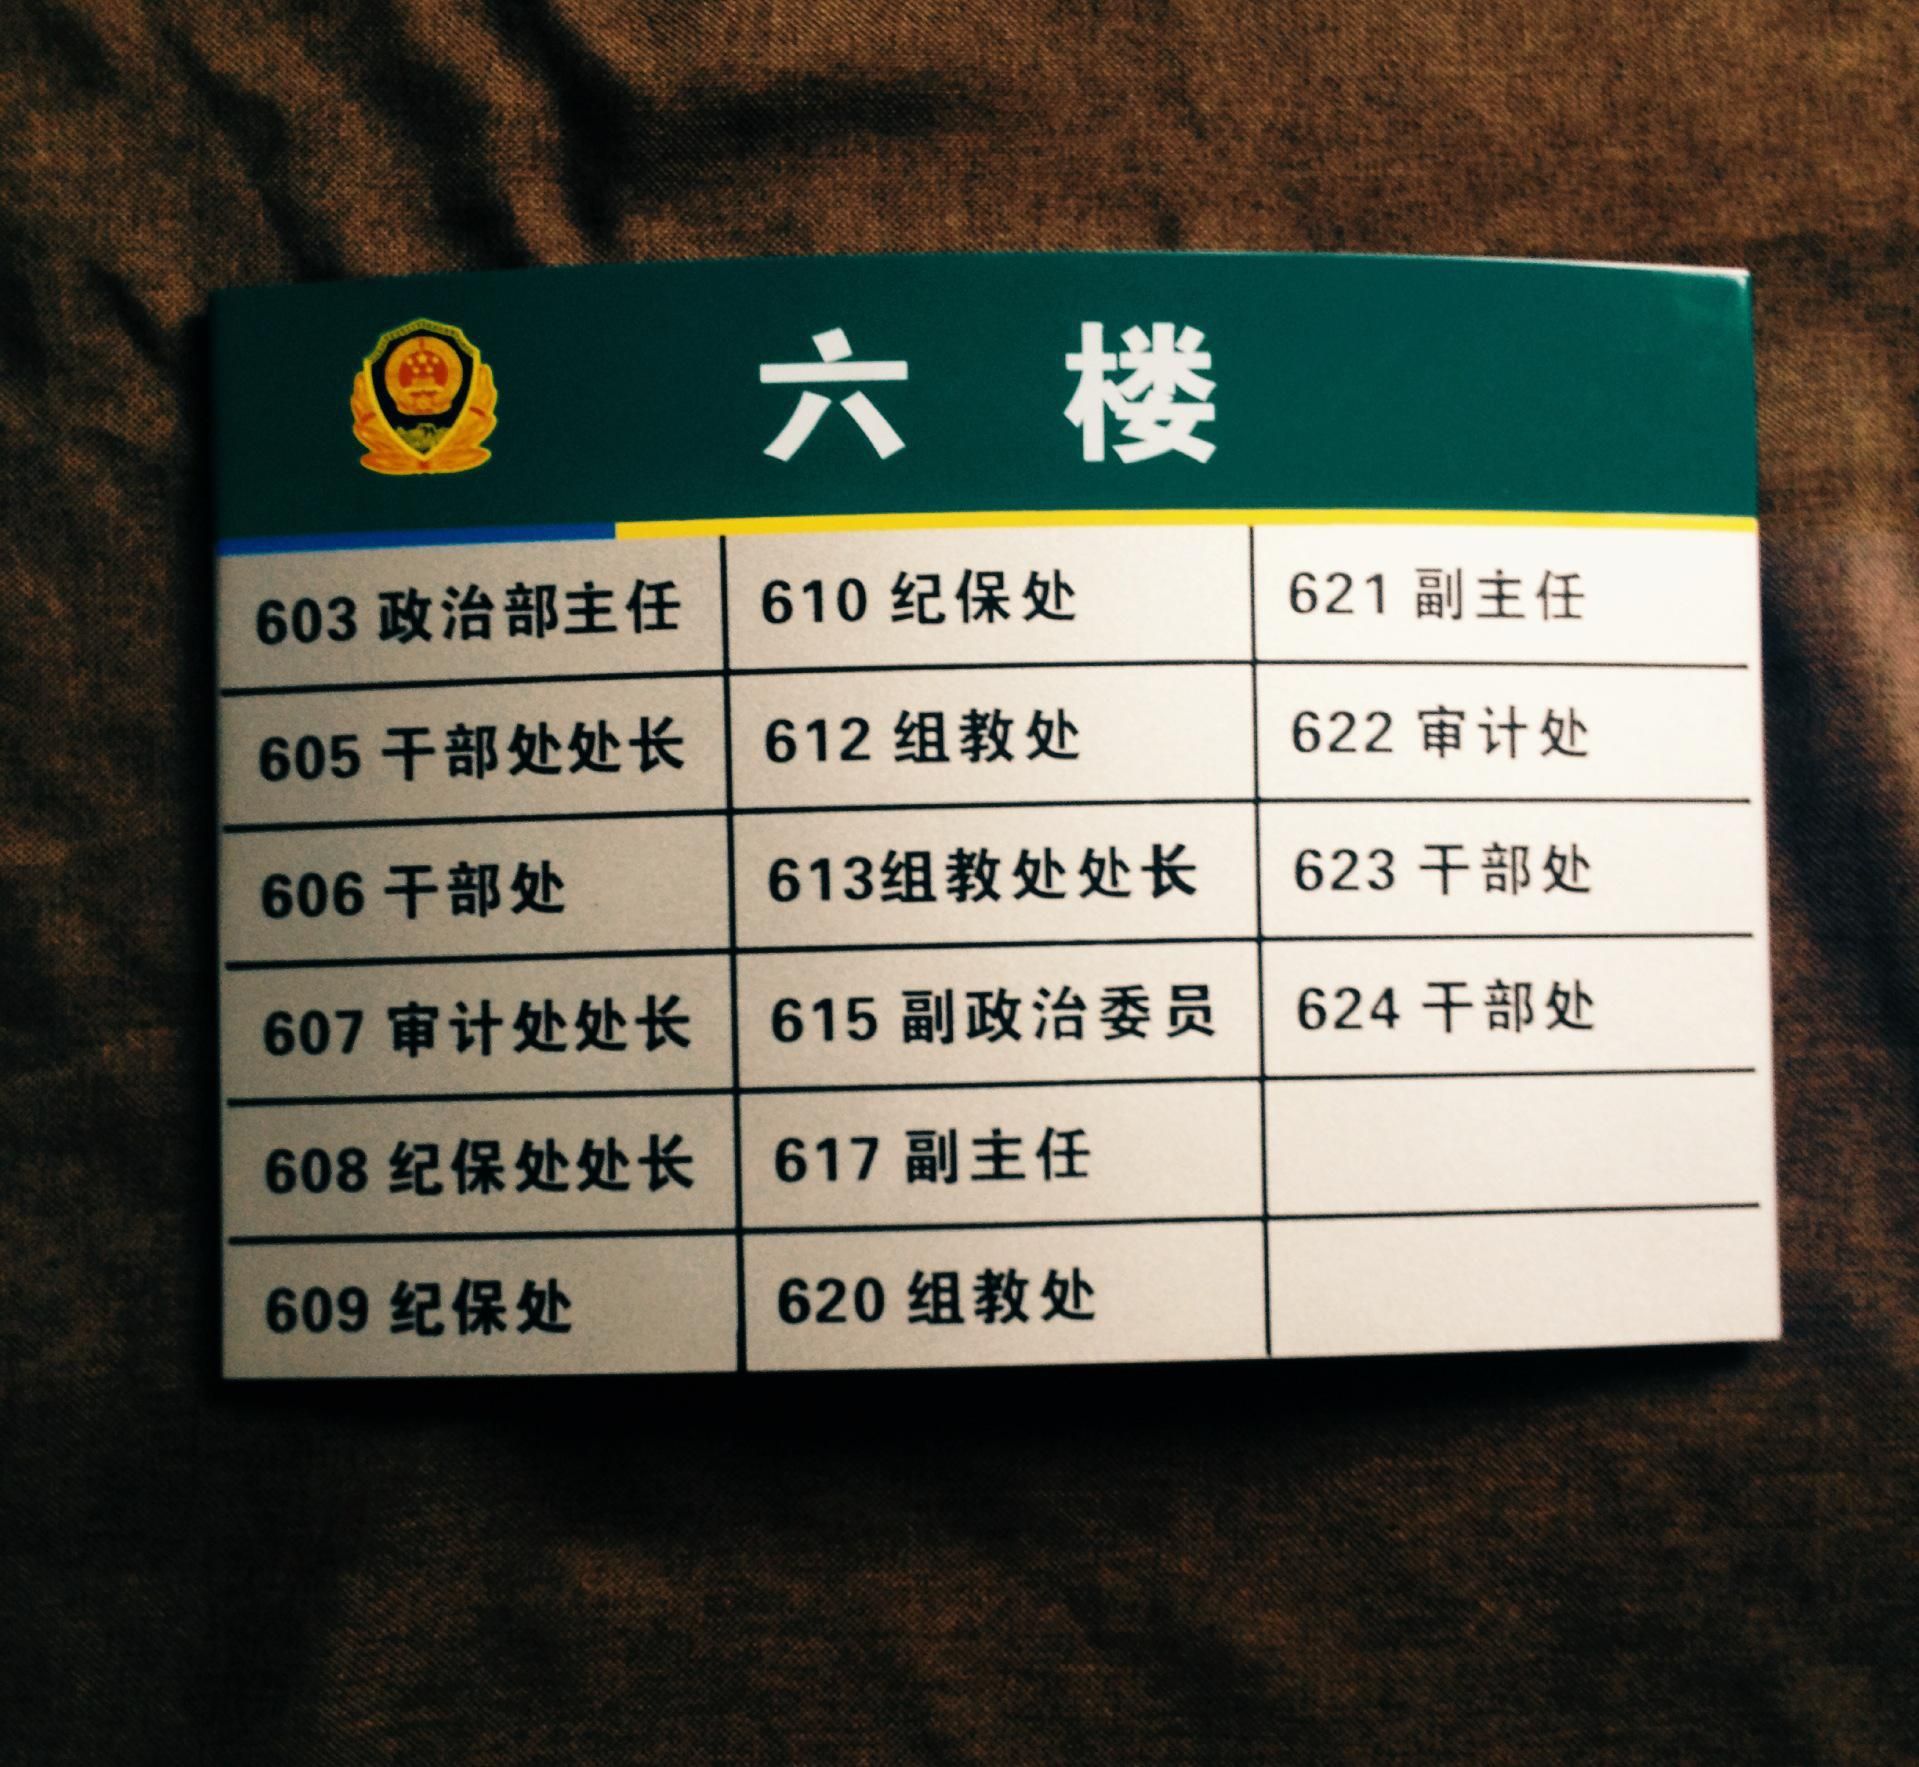 六 楼
603 政治部主任
610 纪保处
621 副主任
605 干部处处长
612 组教处
622 审计处
606 干部处
613组教处处长
623 干部处
607 审计处处长
615 副政治委员
624 干部处
608 纪保处处长
617 副主任
609 纪保处
620 组教处